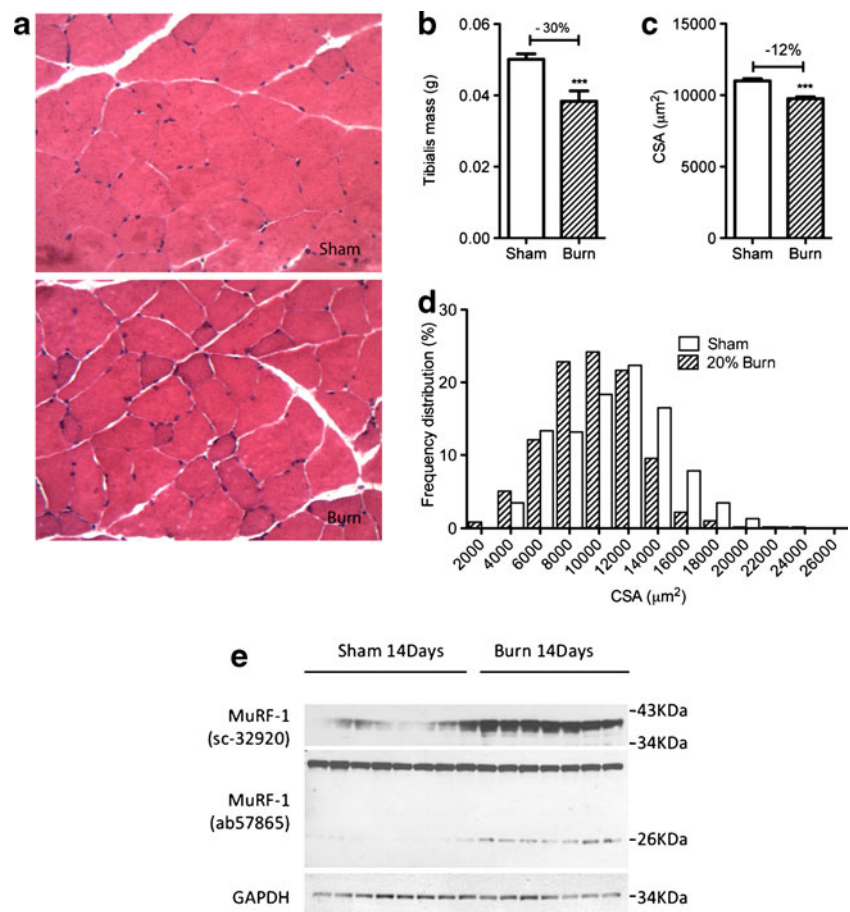 a
Sham
Burn
b
- 30%
Tibialis mass (g)
0.06
0.04
0.02
0.00
***
Sham Burn
c
-12%
CSA (μm²)
15000
10000
5000
0
***
Sham Burn
d
Frequency distribution (%)
30
20
10
0
Sham
20% Burn
2000 4000 6000 8000 10000 12000 14000 16000 18000 20000 22000 24000 26000
CSA (μm²)
e
Sham 14Days Burn 14Days
MuRF-1
(sc-32920)
-43KDa
-34KDa
MuRF-1
(ab57865)
-26KDa
GAPDH
-34KDa